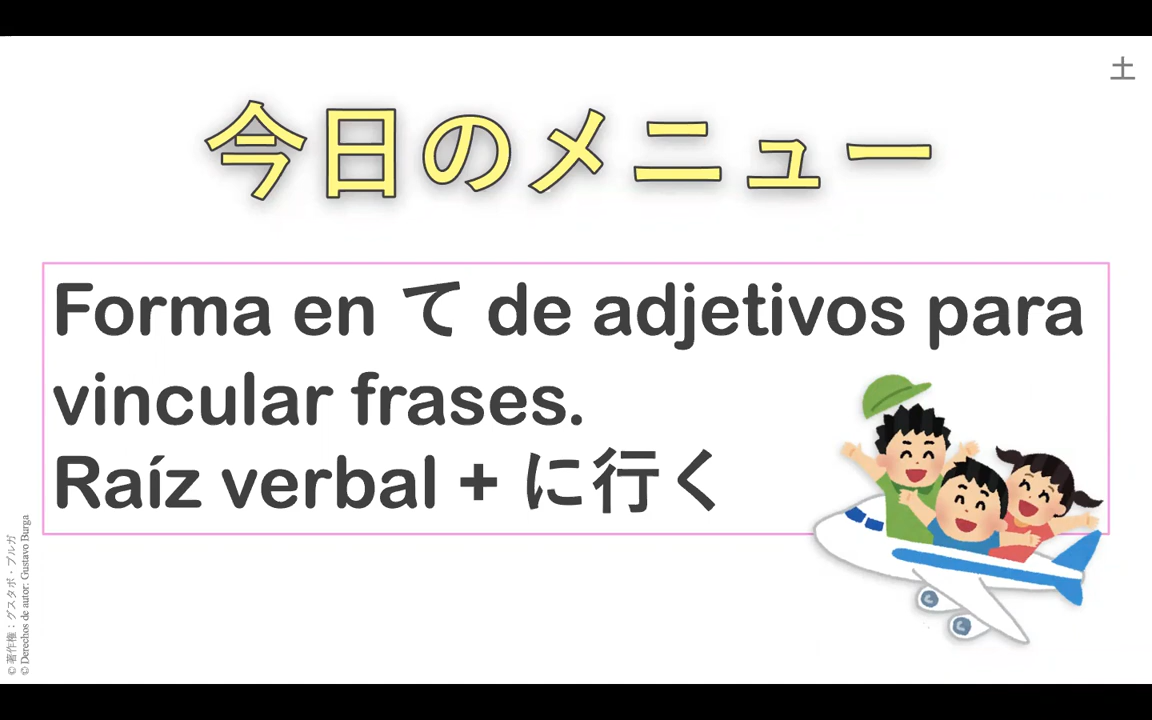 土
今日のメニュー
Forma en て de adjetivos para
vincular frases.
Raíz verbal + に行く
© 著作権：グスタボ・ブルガ
© Derechos de autor: Gustavo Burga